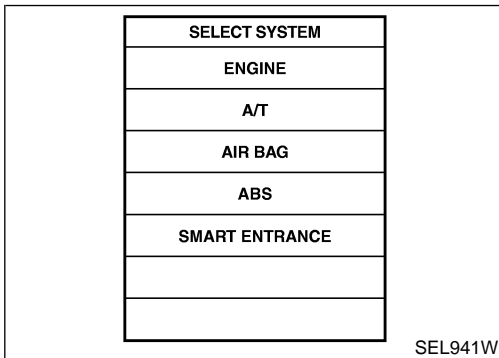 SELECT SYSTEM
ENGINE
A/T
AIR BAG
ABS
SMART ENTRANCE
SEL941W